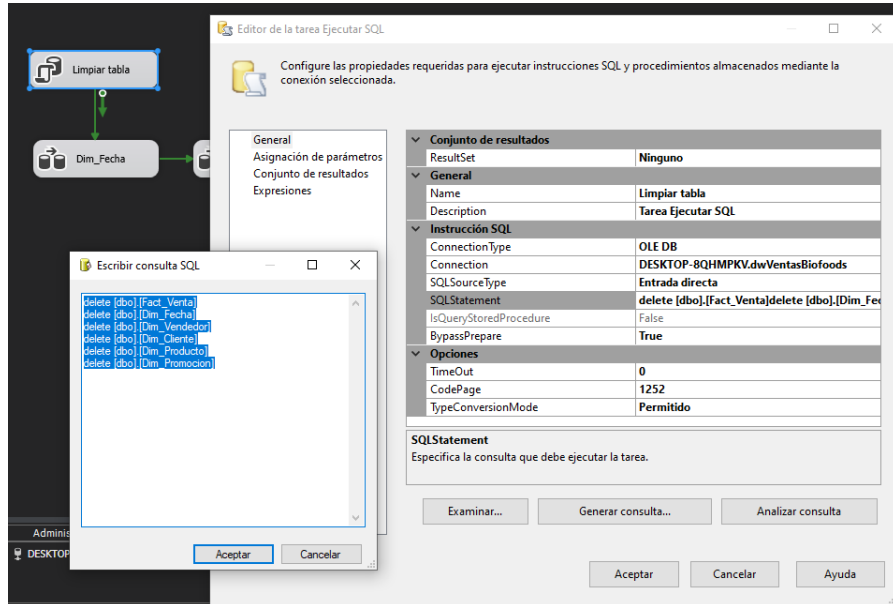 Editor de la tarea Ejecutar SQL
Configure las propiedades requeridas para ejecutar instrucciones SQL y procedimientos almacenados mediante la
conexión seleccionada.
Limpiar tabla
Dim_Fecha
General
Asignación de parámetros
Conjunto de resultados
Expresiones
Conjunto de resultados
ResultSet Ninguno
General
Name Limpiar tabla
Description Tarea Ejecutar SQL
Instrucción SQL
ConnectionType OLE DB
Connection DESKTOP-8QHMPKV.dwVentasBiofoods
SQLSourceType Entrada directa
SQLStatement delete [dbo].[Fact_Venta]delete [dbo].[Dim_Fec
IsQueryStoredProcedure False
BypassPrepare True
Opciones
TimeOut 0
CodePage 1252
TypeConversionMode Permitido
SQLStatement
Especifica la consulta que debe ejecutar la tarea.
Examinar...
Generar consulta...
Analizar consulta
Aceptar
Cancelar
Ayuda
Escribir consulta SQL
delete [dbo].[Fact_Venta]
delete [dbo].[Dim_Fecha]
delete [dbo].[Dim_Vendedor]
delete [dbo].[Dim_Cliente]
delete [dbo].[Dim_Producto]
delete [dbo].[Dim_Promocion]
Aceptar
Cancelar
Adminis
DESKTOP